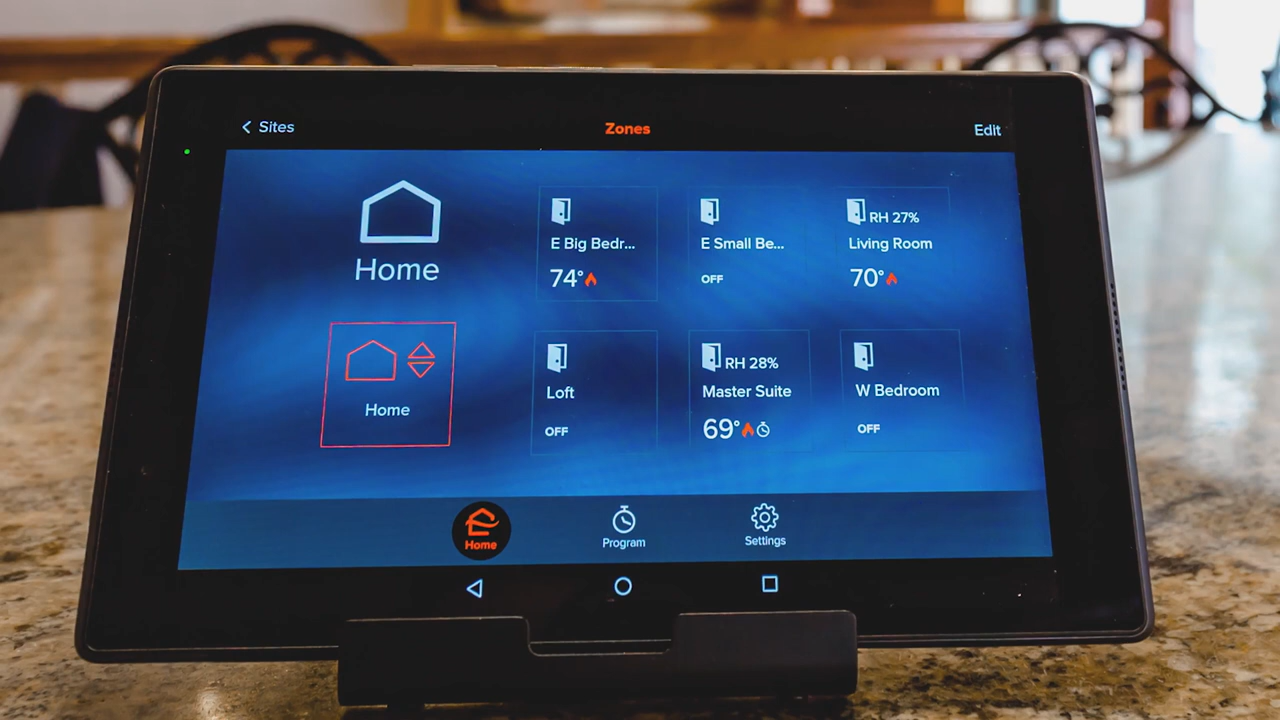 Sites
Zones
Edit
Home
E Big Bedr...
74°
E Small Be...
OFF
RH 27%
Living Room
70°
Home
Loft
OFF
RH 28%
Master Suite
69°
W Bedroom
OFF
Home
Program
Settings